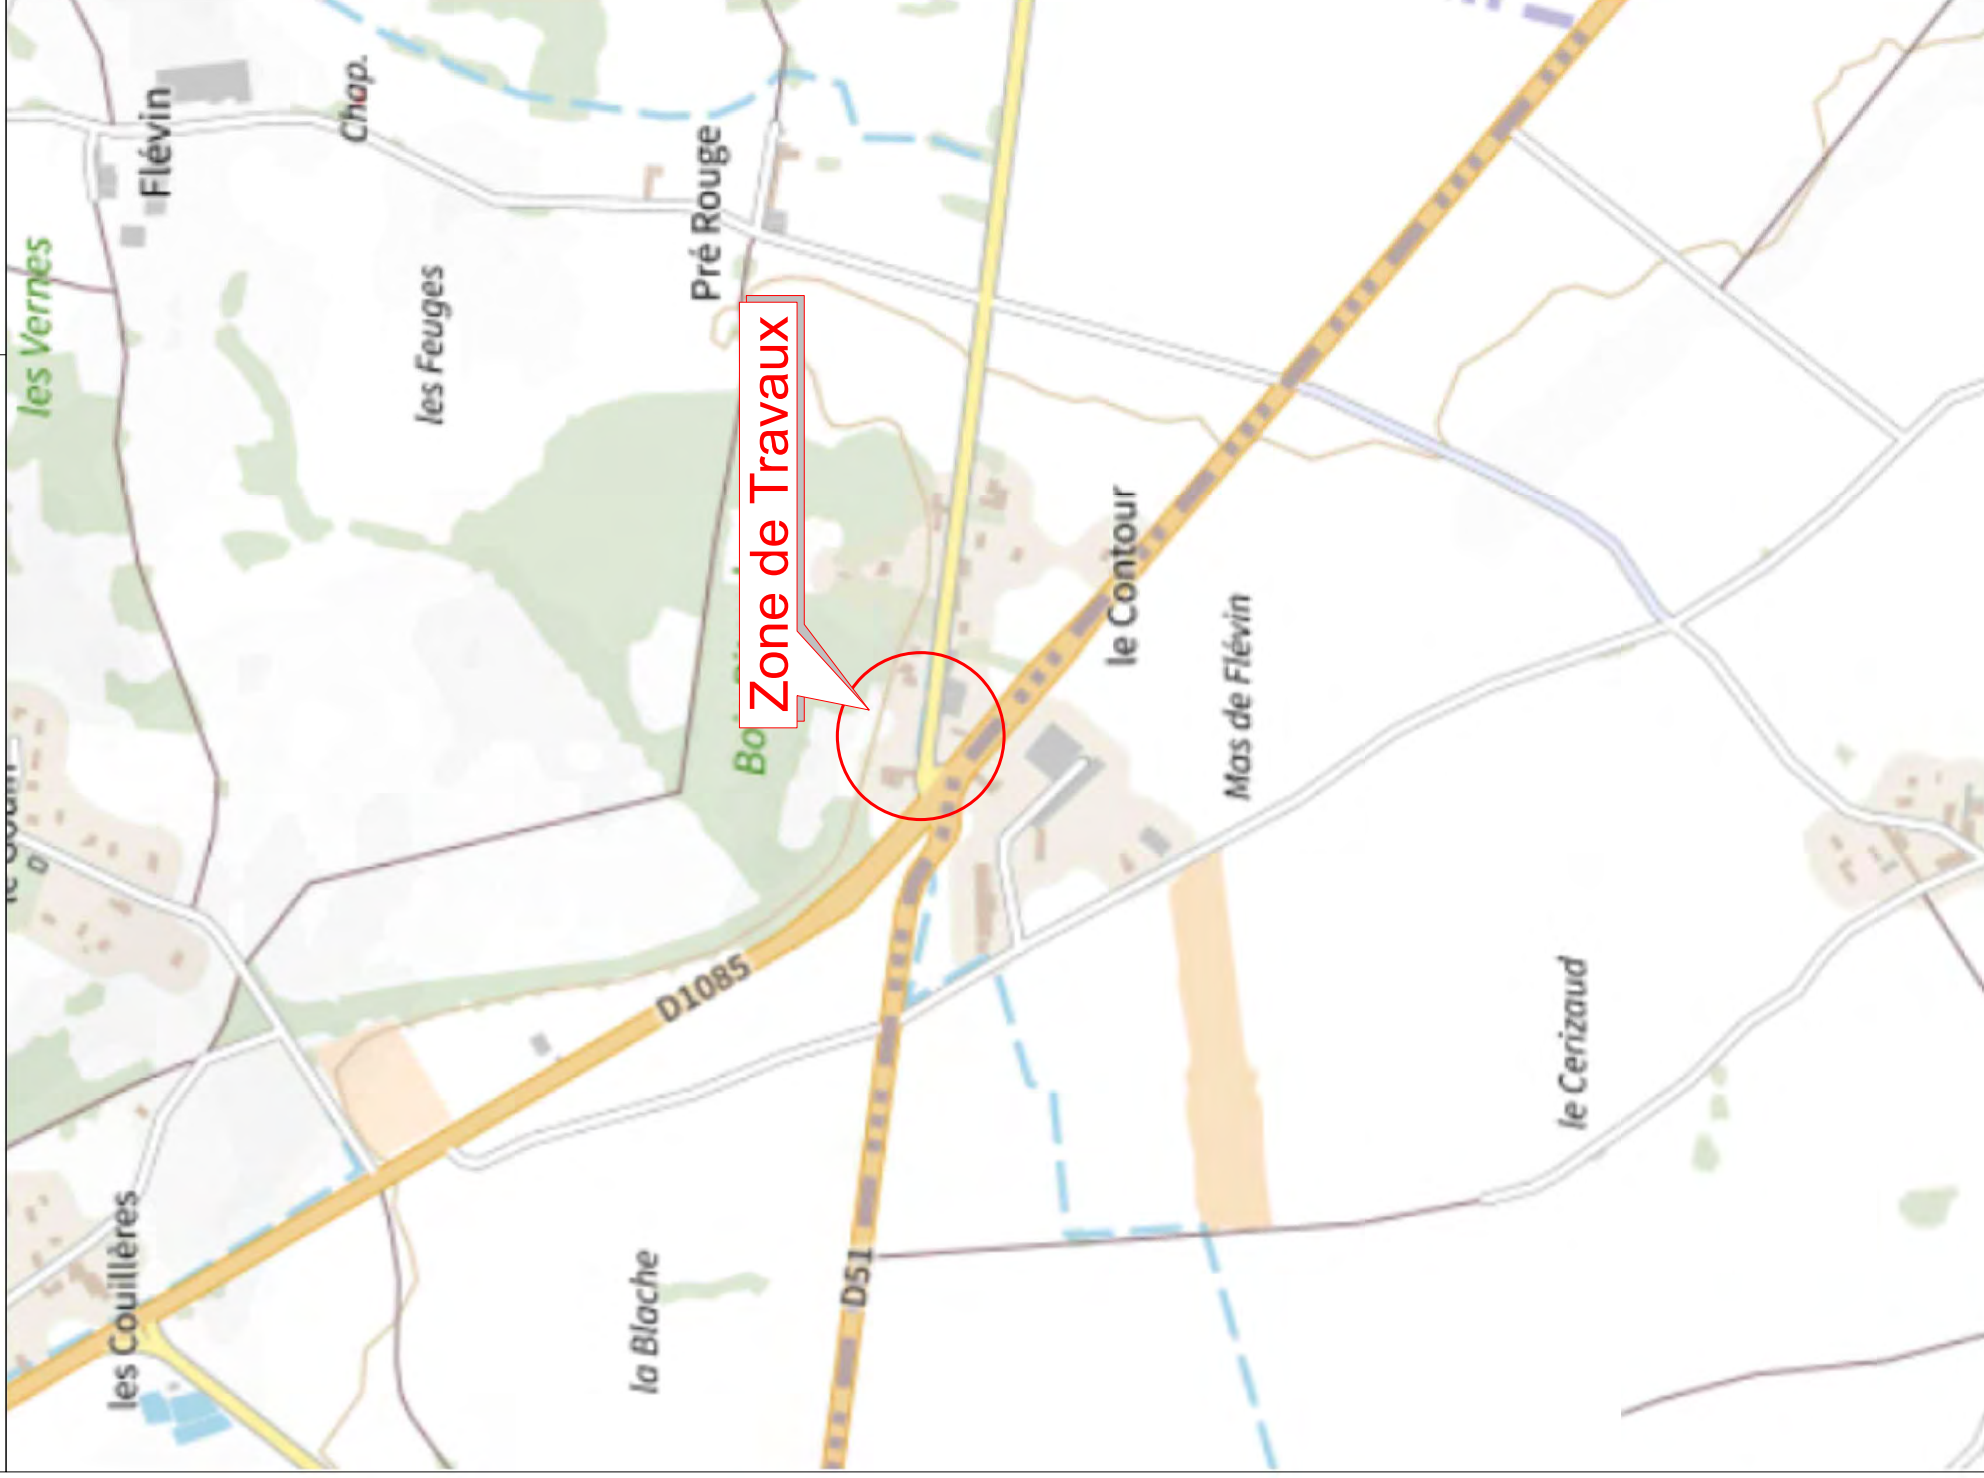 les Vernes
Flévin
Chap.
les Feuges
Pré Rouge
Zone de Travaux
le Contour
Mas de Flévin
D1085
le Cerizaud
les Couillères
la Blache
D51